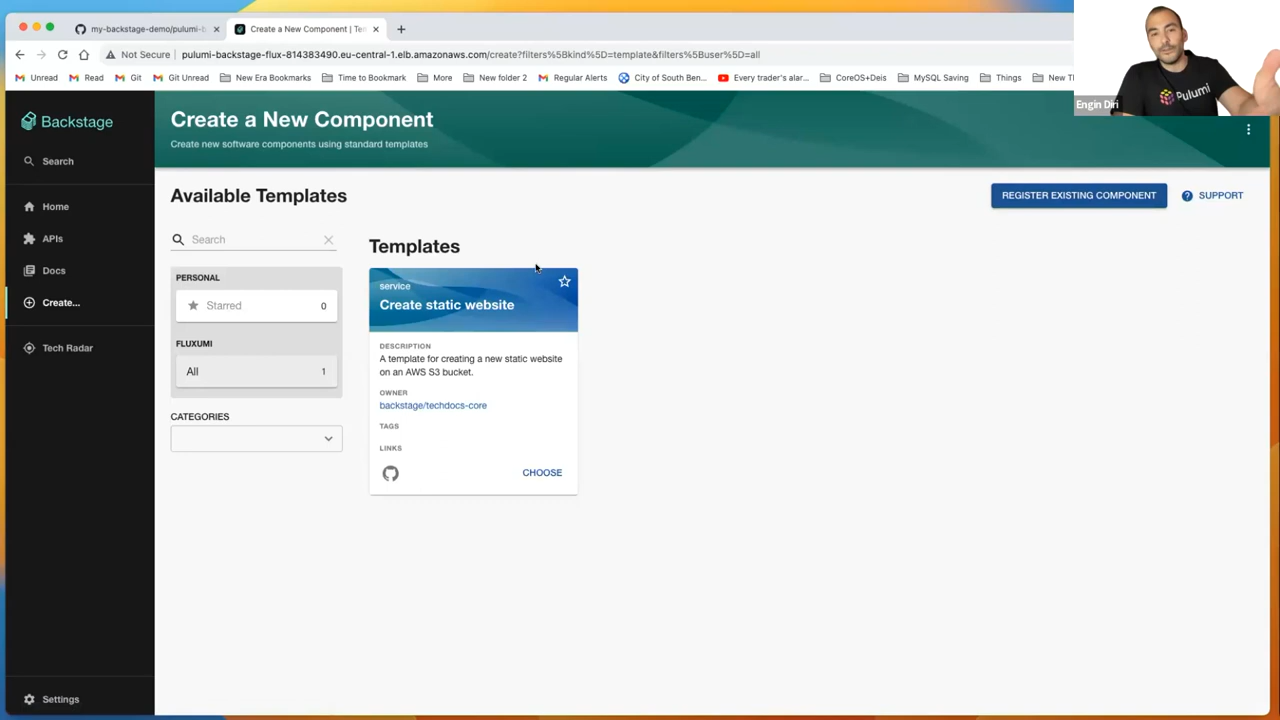 my-backstage-demo/pulumi-b
Create a New Component | Te
Not Secure
pulumi-backstage-flux-814383490.eu-central-1.elb.amazonaws.com/create?filters%5Bkind%5D=template&filters%5Buser%5D=all
Unread
Read
Git
Git Unread
New Era Bookmarks
Time to Bookmark
More
New folder 2
Regular Alerts
City of South Ben...
Every trader's alar...
CoreOS+Deis
MySQL Saving
Things
New T
Pulumi
Engin Diri
Backstage
Search
Home
APIs
Docs
Create...
Tech Radar
Settings
Create a New Component
Create new software components using standard templates
Available Templates
REGISTER EXISTING COMPONENT
SUPPORT
Search
PERSONAL
Starred 0
FLUXUMI
All 1
CATEGORIES
Templates
service
Create static website
DESCRIPTION
A template for creating a new static website
on an AWS S3 bucket.
OWNER
backstage/techdocs-core
TAGS
LINKS
CHOOSE